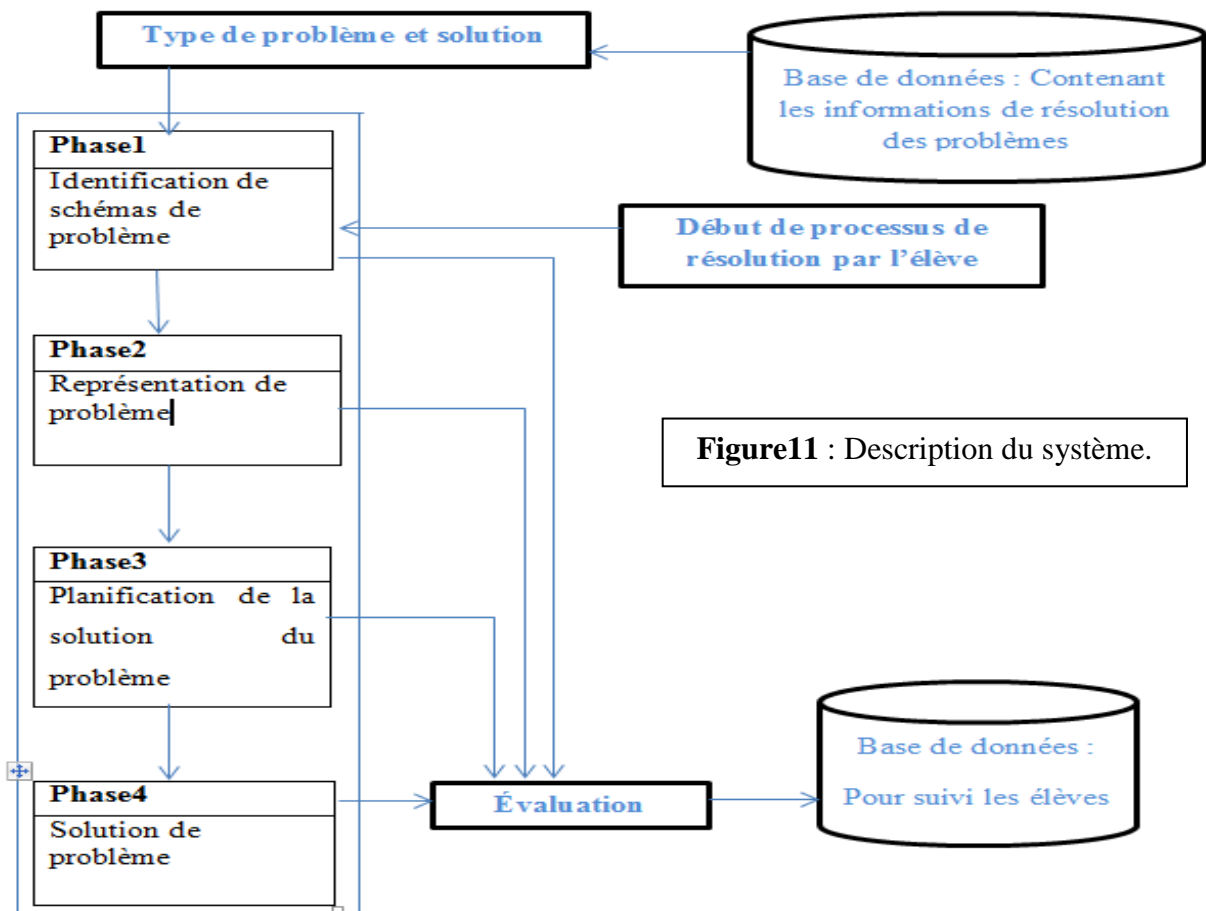 Type de problème et solution
Base de données : Contenant
les informations de résolution
des problèmes
Phase1
Identification de
schémas de
problème
Début de processus de
résolution par l'élève
Phase2
Représentation de
problème
Figure11 : Description du système.
Phase3
Planification de la
solution du
problème
Base de données :
Pour suivi les élèves
Phase4
Solution de
problème
Évaluation